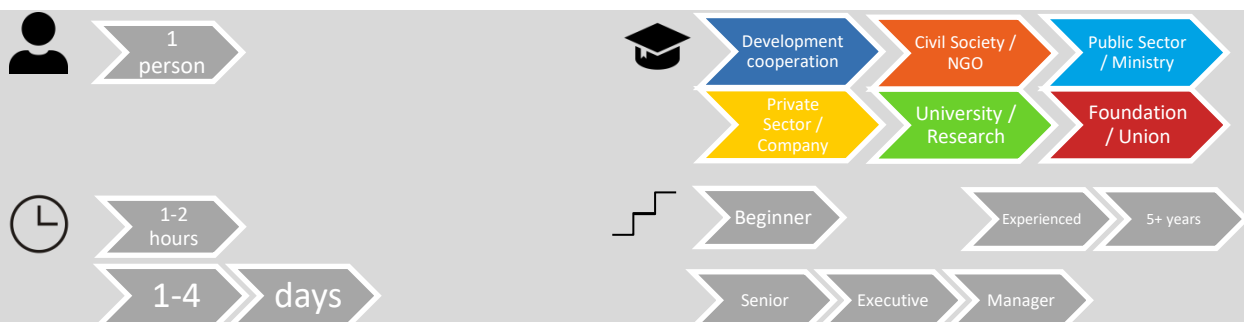 1
person
Development
cooperation
Civil Society /
NGO
Public Sector
/ Ministry
Private
Sector /
Company
University /
Research
Foundation
/ Union
1-2
hours
Beginner
Experienced
5+ years
1-4
days
Senior
Executive
Manager